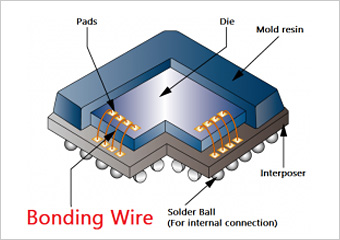 Pads
Die
Mold resin
Interposer
Bonding Wire
Solder Ball
(For internal connection)